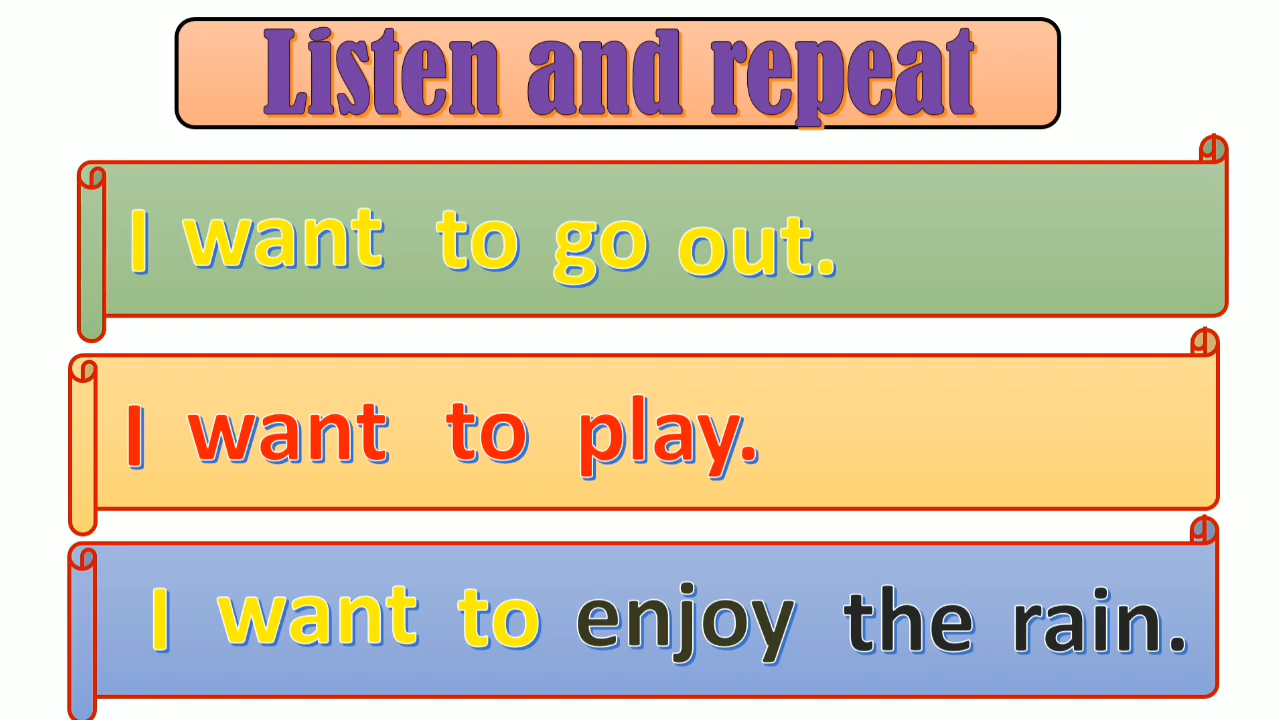 Listen and repeat
I want to go out.
I want to play.
I want to enjoy the rain.